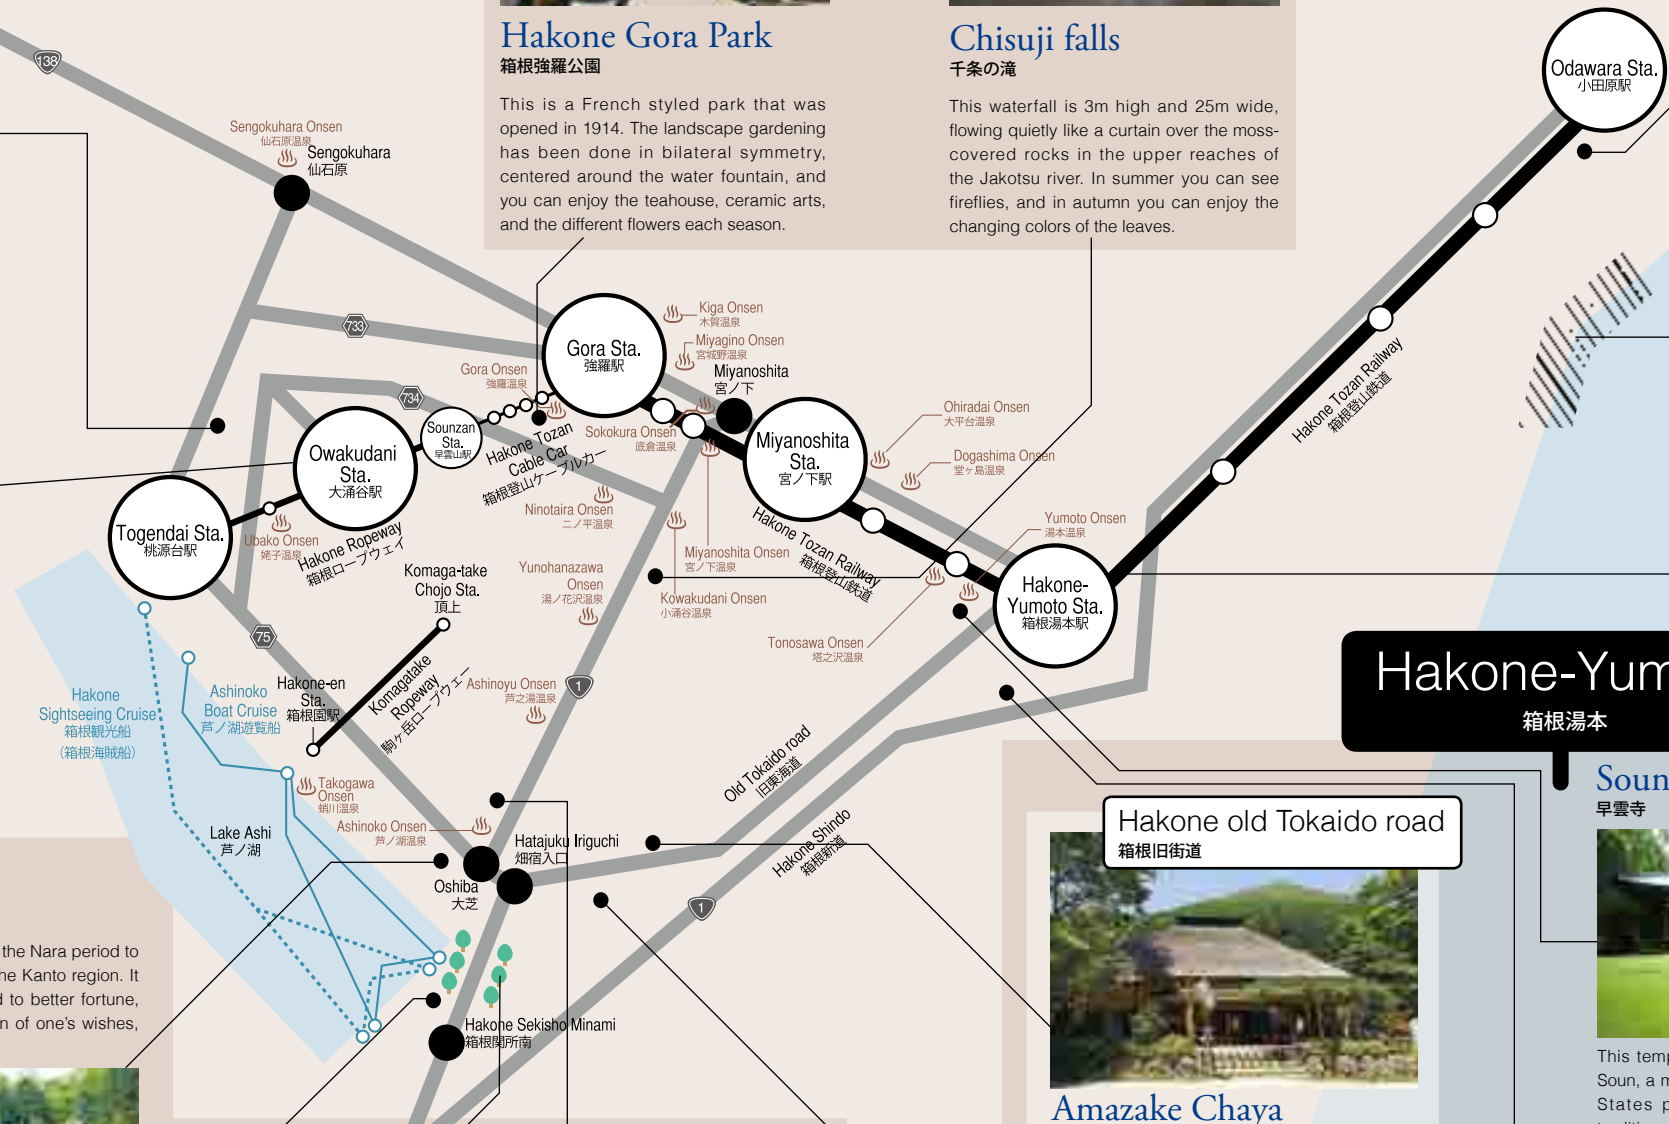 Hakone Gora Park
箱根強羅公園
This is a French styled park that was
opened in 1914. The landscape gardening
has been done in bilateral symmetry,
centered around the water fountain, and
you can enjoy the teahouse, ceramic arts,
and the different flowers each season.
Chisuji falls
千条の滝
This waterfall is 3m high and 25m wide,
flowing quietly like a curtain over the moss-
covered rocks in the upper reaches of
the Jakotsu river. In summer you can see
fireflies, and in autumn you can enjoy the
changing colors of the leaves.
Odawara Sta.
小田原駅
138
Sengokuhara Onsen
仙石原温泉
Sengokuhara
仙石原
733
734
Gora Sta.
強羅駅
Kiga Onsen
木賀温泉
Miyagino Onsen
宮城野温泉
Miyanoshita
宮ノ下
Gora Onsen
強羅温泉
Sounzan
Sta.
早雲山駅
Owakudani
Sta.
大涌谷駅
Hakone Tozan
Cable Car
箱根登山ケーブルカー
Sokokura Onsen
底倉温泉
Miyanoshita
Sta.
宮ノ下駅
Ohiradai Onsen
大平台温泉
Dogashima Onsen
堂ヶ島温泉
Hakone Tozan Railway
箱根登山鉄道
Togendai Sta.
桃源台駅
Ubako Onsen
姥子温泉
Hakone Ropeway
箱根ロープウェイ
Ninotaira Onsen
二ノ平温泉
Miyanoshita Onsen
宮ノ下温泉
Hakone Tozan Railway
箱根登山鉄道
Yumoto Onsen
湯本温泉
Komaga-take
Chojo Sta.
頂上
Yunohanazawa
Onsen
湯ノ花沢温泉
Kowakudani Onsen
小涌谷温泉
Hakone-
Yumoto Sta.
箱根湯本駅
Tonosawa Onsen
塔之沢温泉
75
Hakone
Sightseeing Cruise
箱根観光船
（箱根海賊船）
Ashinoko
Boat Cruise
芦ノ湖遊覧船
Hakone-en
Sta.
箱根園駅
Komagatake
Ropeway
駒ヶ岳ロープウェー
Ashinoyu Onsen
芦之湯温泉
1
Hakone-Yum
箱根湯本
Takogawa
Onsen
蛸川温泉
Old Tokaido road
旧東海道
Soun
早雲寺
Lake Ashi
芦ノ湖
Ashinoko Onsen
芦ノ湖温泉
Hatajuku Iriguchi
畑宿入口
Hakone Shindo
箱根新道
Hakone old Tokaido road
箱根旧街道
Oshiba
大芝
1
the Nara period to
he Kanto region. It
d to better fortune,
n of one's wishes,
Hakone Sekisho Minami
箱根関所南
This temp
Soun, a m
States p
Amazake Chaya